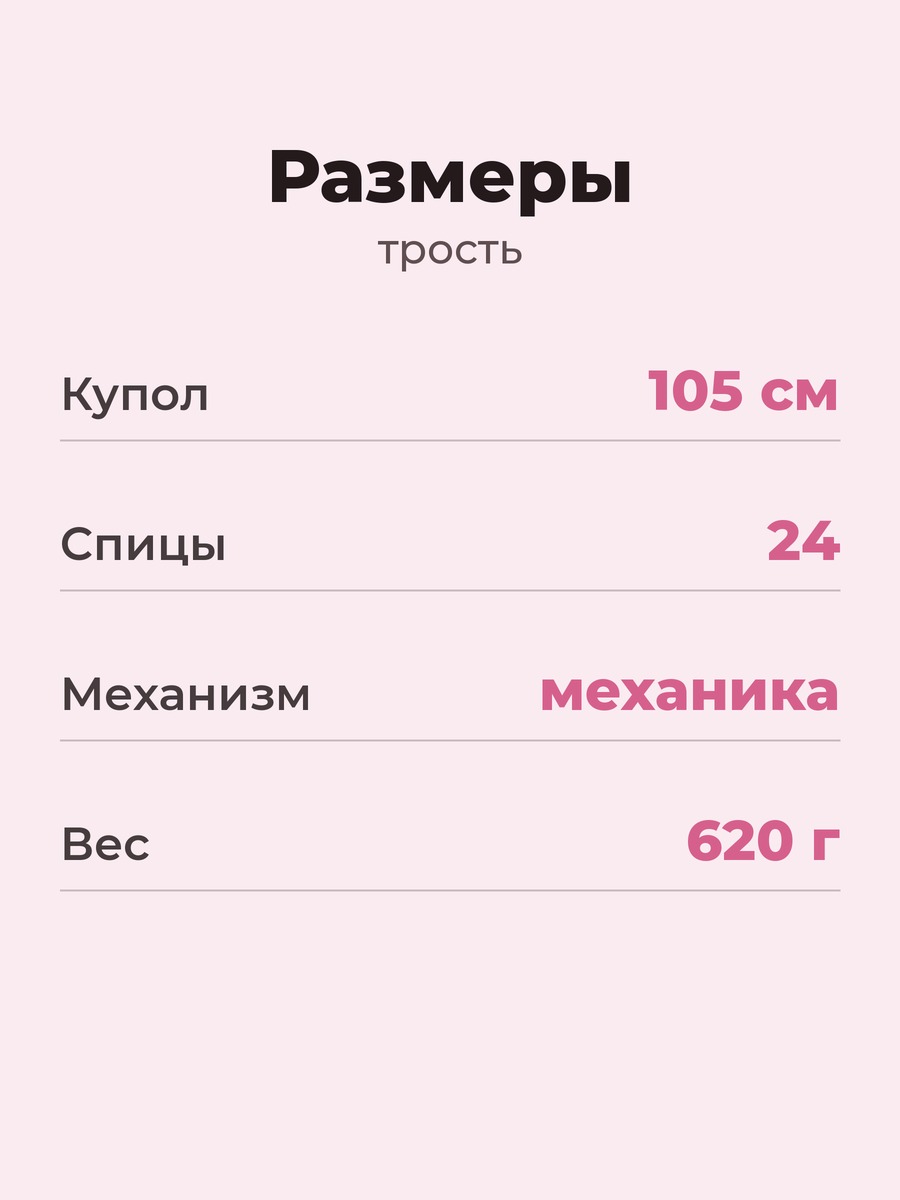 Размеры
трость
Купол 105 см
Спицы 24
Механизм механика
Вес 620 г